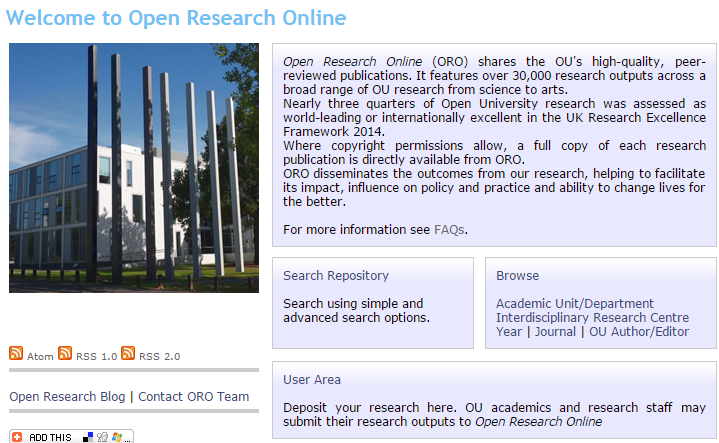 Welcome to Open Research Online
Open Research Online (ORO) shares the OU's high-quality, peer-
reviewed publications. It features over 30,000 research outputs across a
broad range of OU research from science to arts.
Nearly three quarters of Open University research was assessed as
world-leading or internationally excellent in the UK Research Excellence
Framework 2014.
Where copyright permissions allow, a full copy of each research
publication is directly available from ORO.
ORO disseminates the outcomes from our research, helping to facilitate
its impact, influence on policy and practice and ability to change lives for
the better.
For more information see FAQs.
Search Repository
Search using simple and
advanced search options.
Browse
Academic Unit/Department
Interdisciplinary Research Centre
Year | Journal | OU Author/Editor
Atom RSS 1.0 RSS 2.0
Open Research Blog | Contact ORO Team
ADD THIS ...
User Area
Deposit your research here. OU academics and research staff may
submit their research outputs to Open Research Online